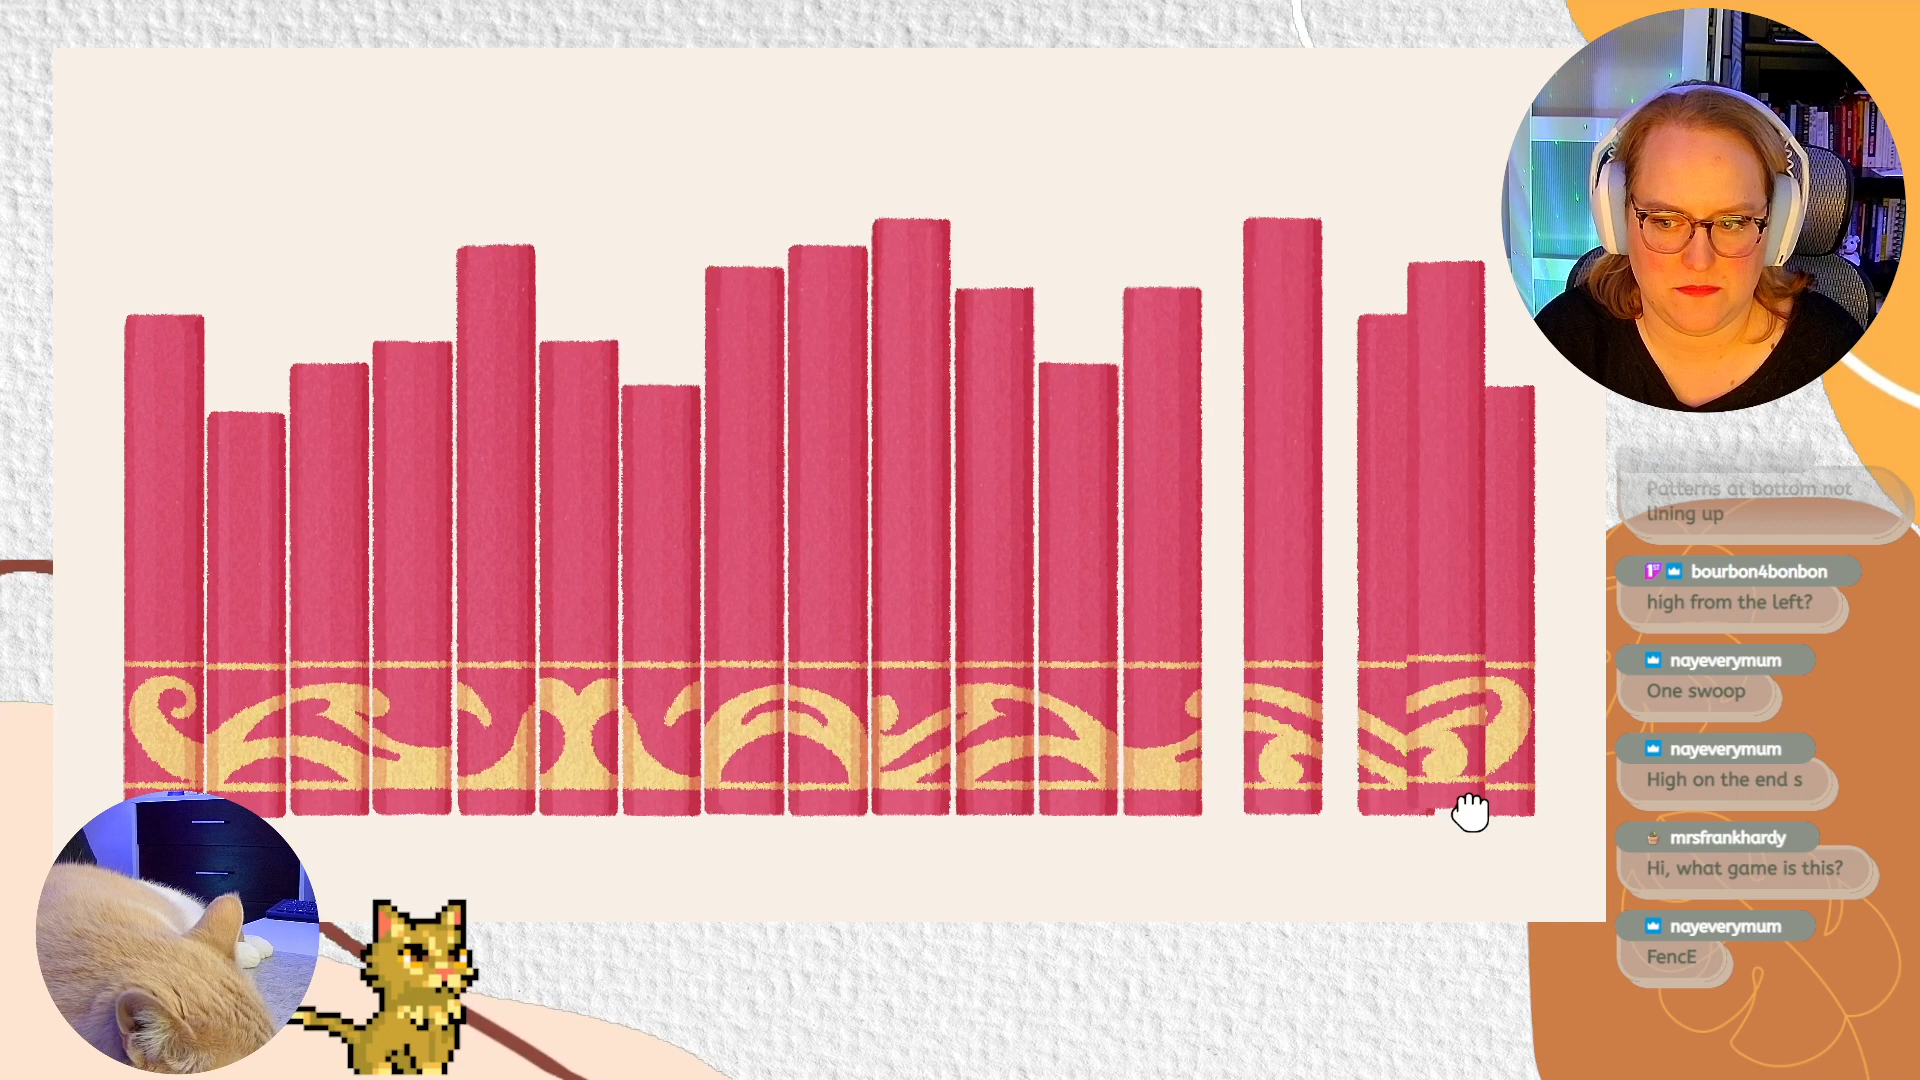 Patterns at bottom not
lining up
1ST bourbon4bonbon
high from the left?
nayeverymum
One swoop
nayeverymum
High on the end s
mrsfrankhardy
Hi, what game is this?
nayeverymum
FencE